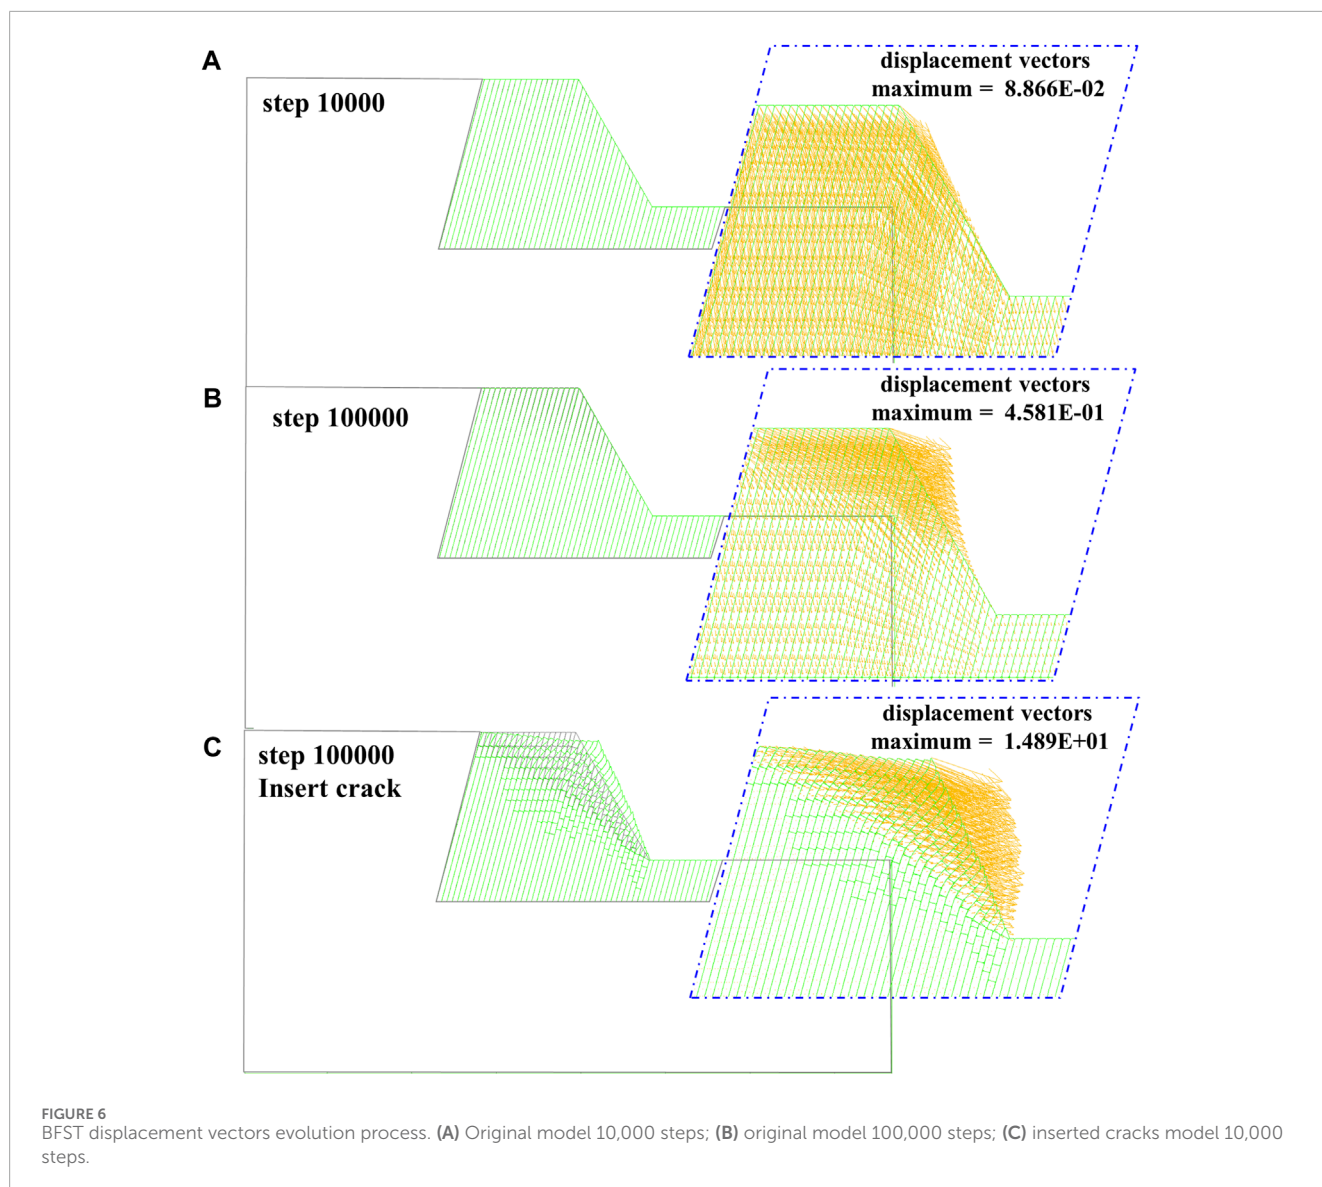 A
step 10000
displacement vectors
maximum = 8.866E-02
B
step 100000
displacement vectors
maximum = 4.581E-01
C
step 100000
Insert crack
displacement vectors
maximum = 1.489E+01
FIGURE 6
BFST displacement vectors evolution process. (A) Original model 10,000 steps; (B) original model 100,000 steps; (C) inserted cracks model 10,000
steps.